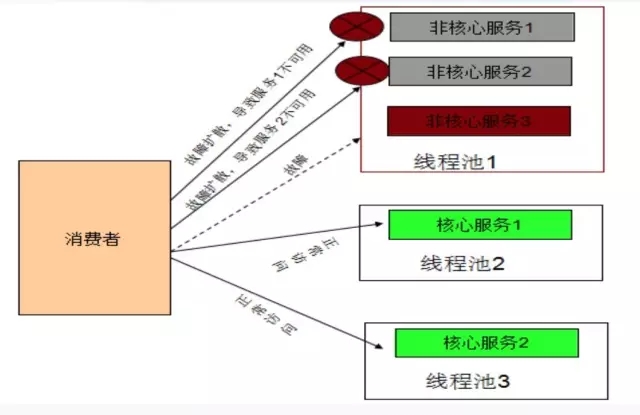 非核心服务1
非核心服务2
非核心服务3
线程池1
故障扩散，导致服务1不可用
故障扩散，导致服务2不可用
故障
消费者
核心服务1
线程池2
正常访问
核心服务2
线程池3
正常访问